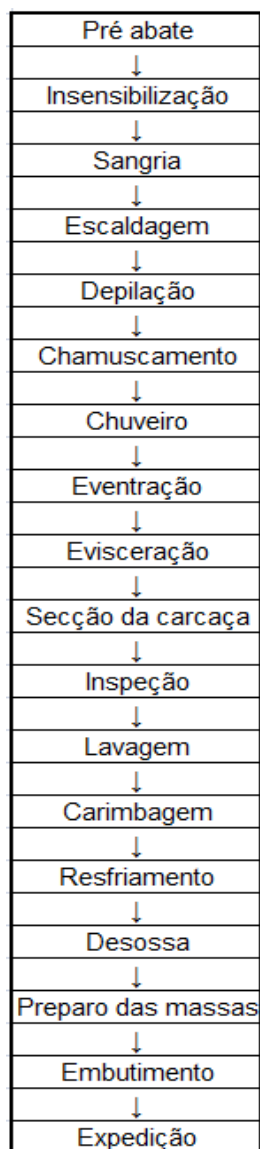 Pré abate
↓
Insensibilização
↓
Sangria
↓
Escaldagem
↓
Depilação
↓
Chamuscamento
↓
Chuveiro
↓
Eventração
↓
Evisceração
↓
Secção da carcaça
↓
Inspeção
↓
Lavagem
↓
Carimbagem
↓
Resfriamento
↓
Desossa
↓
Preparo das massas
↓
Embutimento
↓
Expedição